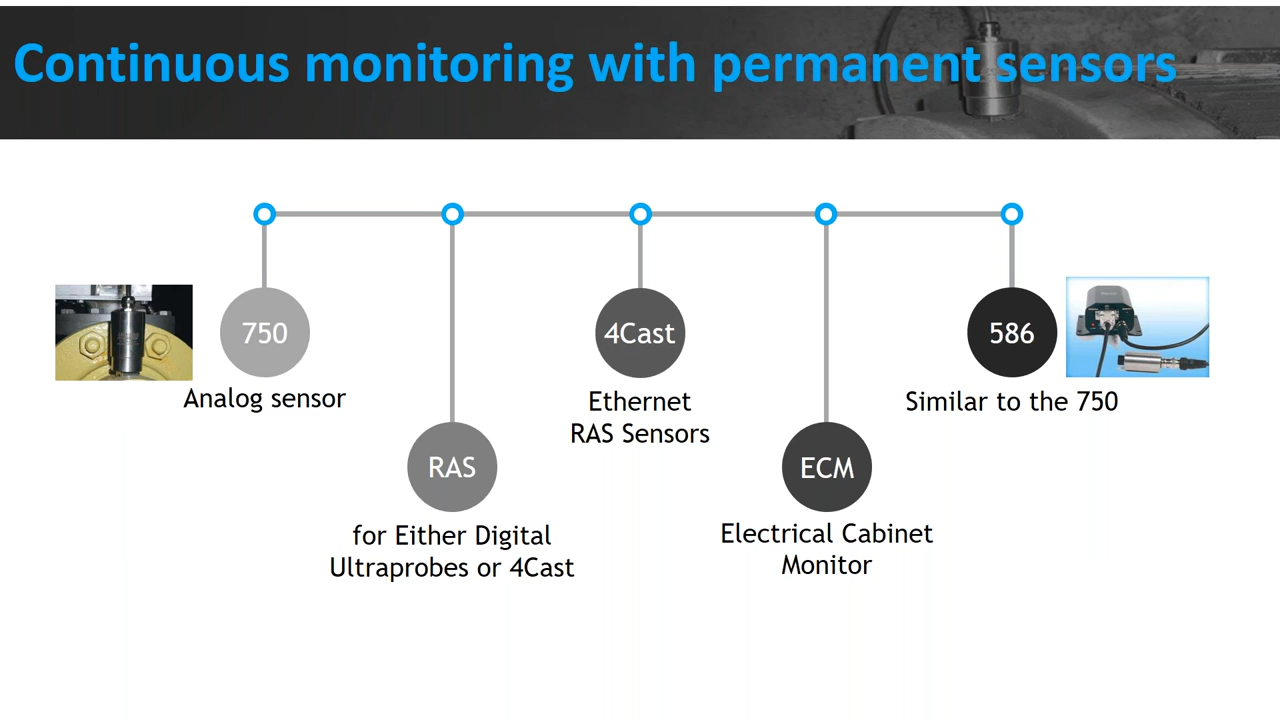 Continuous monitoring with permanent sensors
750
Analog sensor
RAS
for Either Digital
Ultraprobes or 4Cast
4Cast
Ethernet
RAS Sensors
ECM
Electrical Cabinet
Monitor
586
Similar to the 750